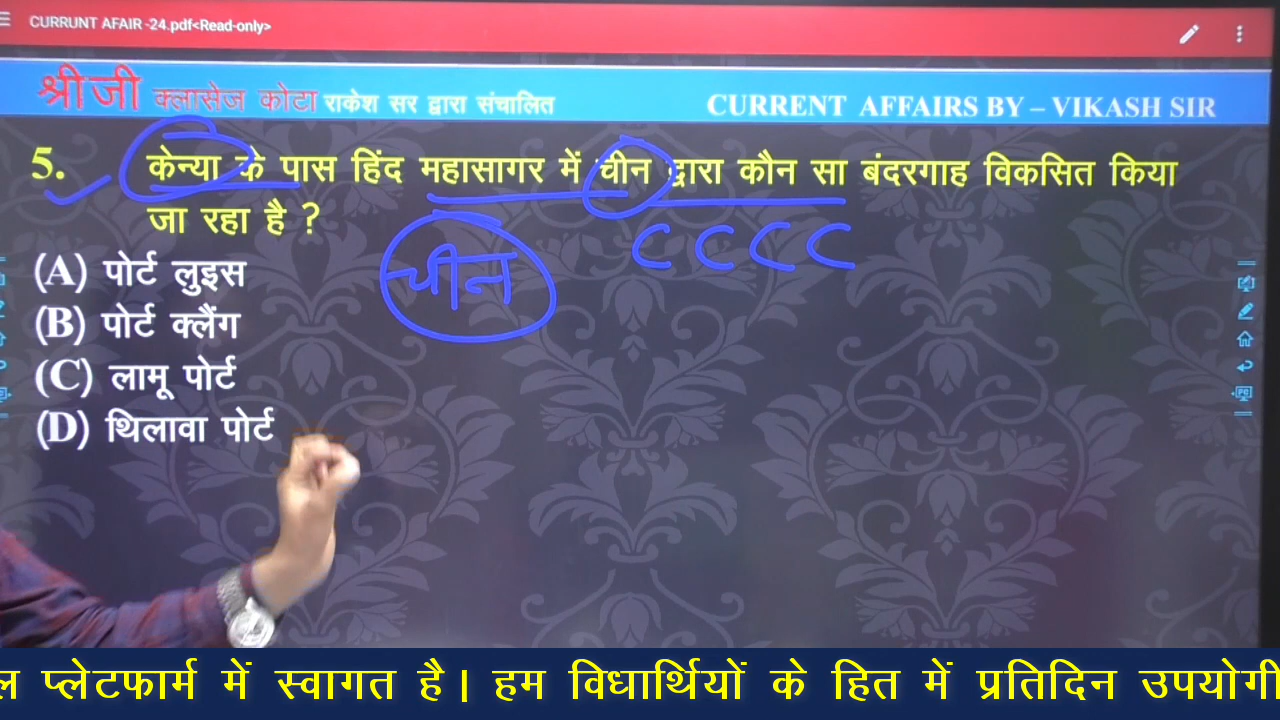 CURRUNT AFAIR -24.pdf<Read-only>
श्रीजी क्लासेज कोटा राकेश सर द्वारा संचालित CURRENT AFFAIRS BY – VIKASH SIR
5. केन्या के पास हिंद महासागर में चीन द्वारा कौन सा बंदरगाह विकसित किया
जा रहा है ?
चीन C C C C
(A) पोर्ट लुइस
(B) पोर्ट क्लैंग
(C) लामू पोर्ट
(D) थिलावा पोर्ट
ल प्लेटफार्म में स्वागत है। हम विधार्थियों के हित में प्रतिदिन उपयोगी